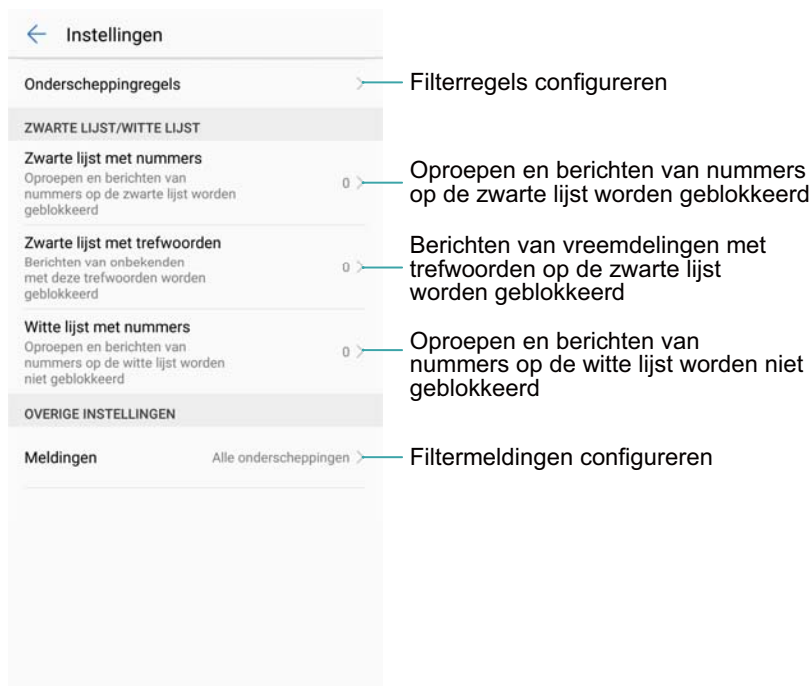 Instellingen
Onderscheppingregels
Filterregels configureren
ZWARTE LIJST/WITTE LIJST
Zwarte lijst met nummers
Oproepen en berichten van
nummers op de zwarte lijst worden
geblokkeerd
0
Oproepen en berichten van nummers
op de zwarte lijst worden geblokkeerd
Zwarte lijst met trefwoorden
Berichten van onbekenden
met deze trefwoorden worden
geblokkeerd
0
Berichten van vreemdelingen met
trefwoorden op de zwarte lijst
worden geblokkeerd
Witte lijst met nummers
Oproepen en berichten van
nummers op de witte lijst worden
niet geblokkeerd
0
Oproepen en berichten van
nummers op de witte lijst worden niet
geblokkeerd
OVERIGE INSTELLINGEN
Meldingen
Alle onderscheppingen
Filtermeldingen configureren